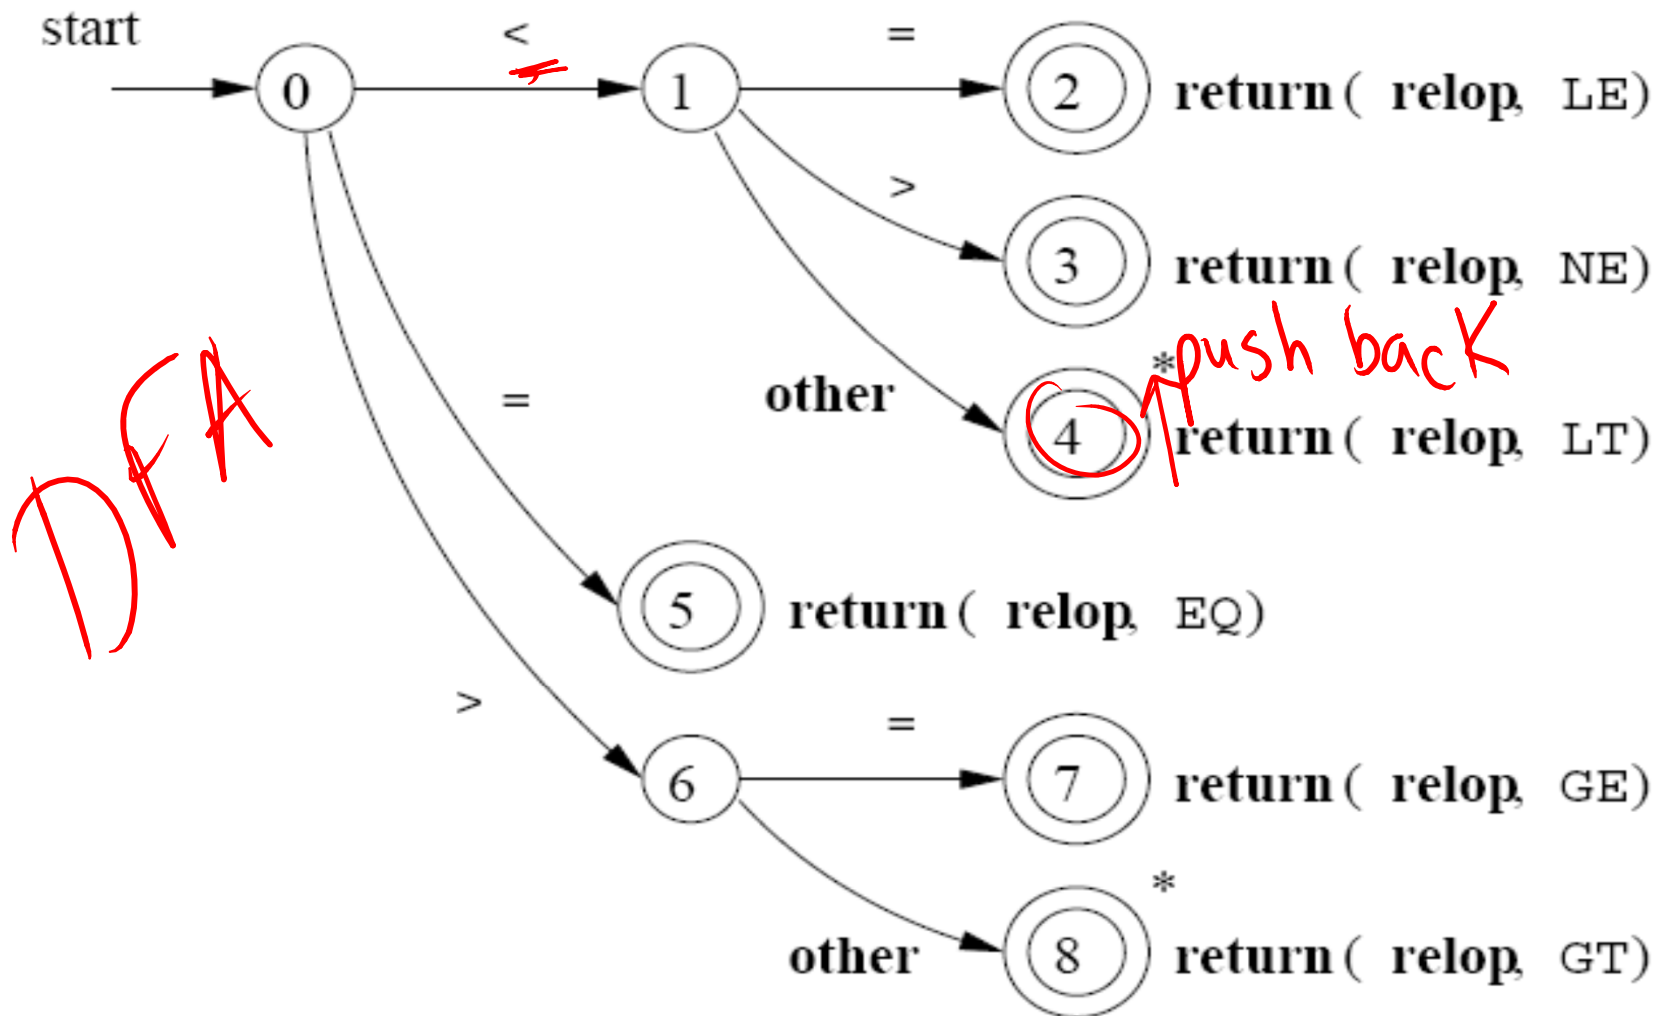 start
<
=
0
1
2
return( relop, LE)
>
3
return( relop, NE)
push back
*
other
4
return( relop, LT)
=
DFA
5
return( relop, EQ)
>
=
6
7
return( relop, GE)
*
other
8
return( relop, GT)